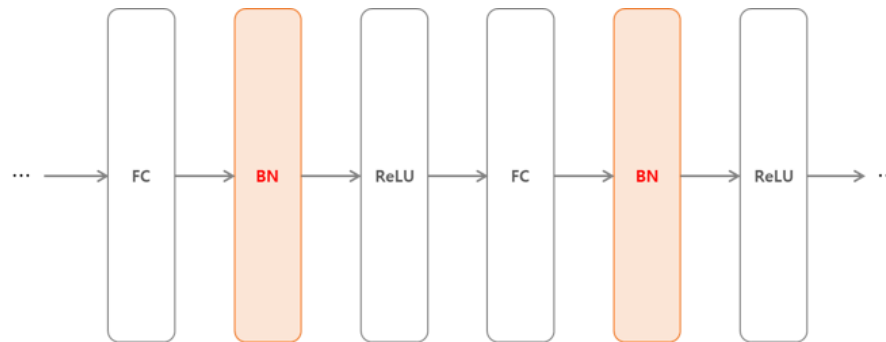 ... FC BN ReLU FC BN ReLU ...